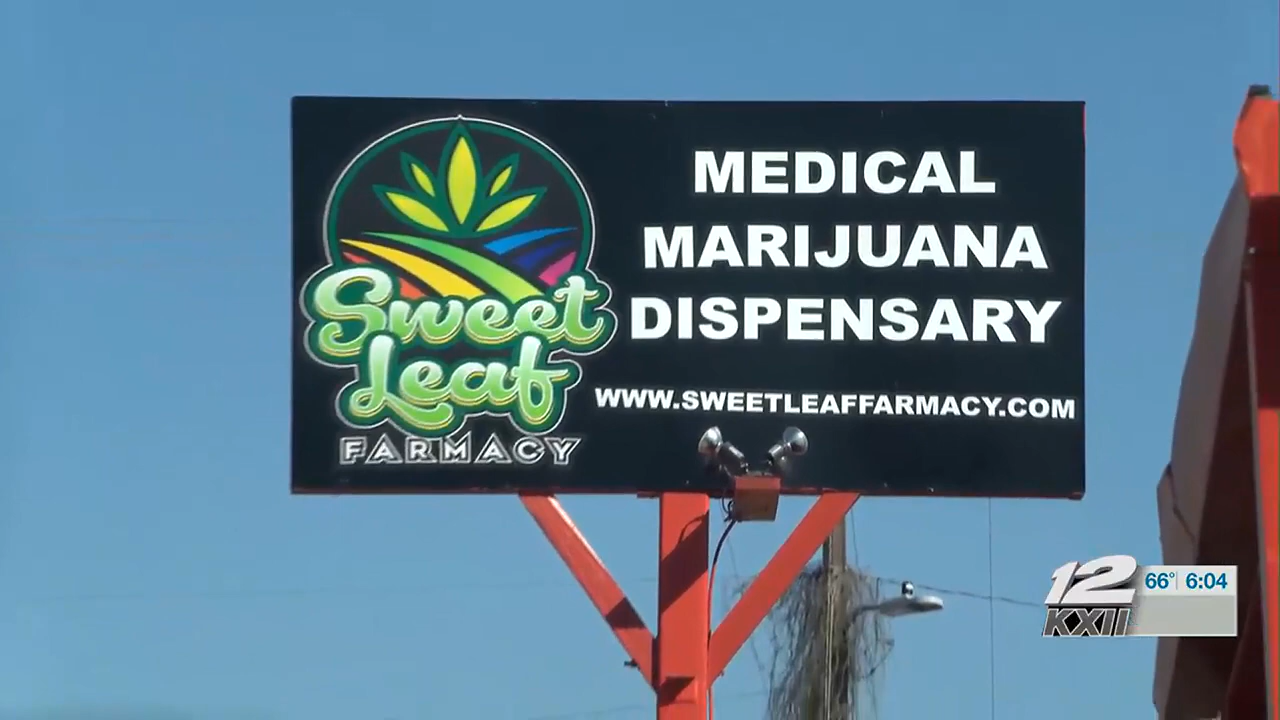 MEDICAL
MARIJUANA
DISPENSARY
WWW.SWEETLEAFFARMACY.COM
Sweet
Leaf
FARMACY
12
KXII
66° 6:04